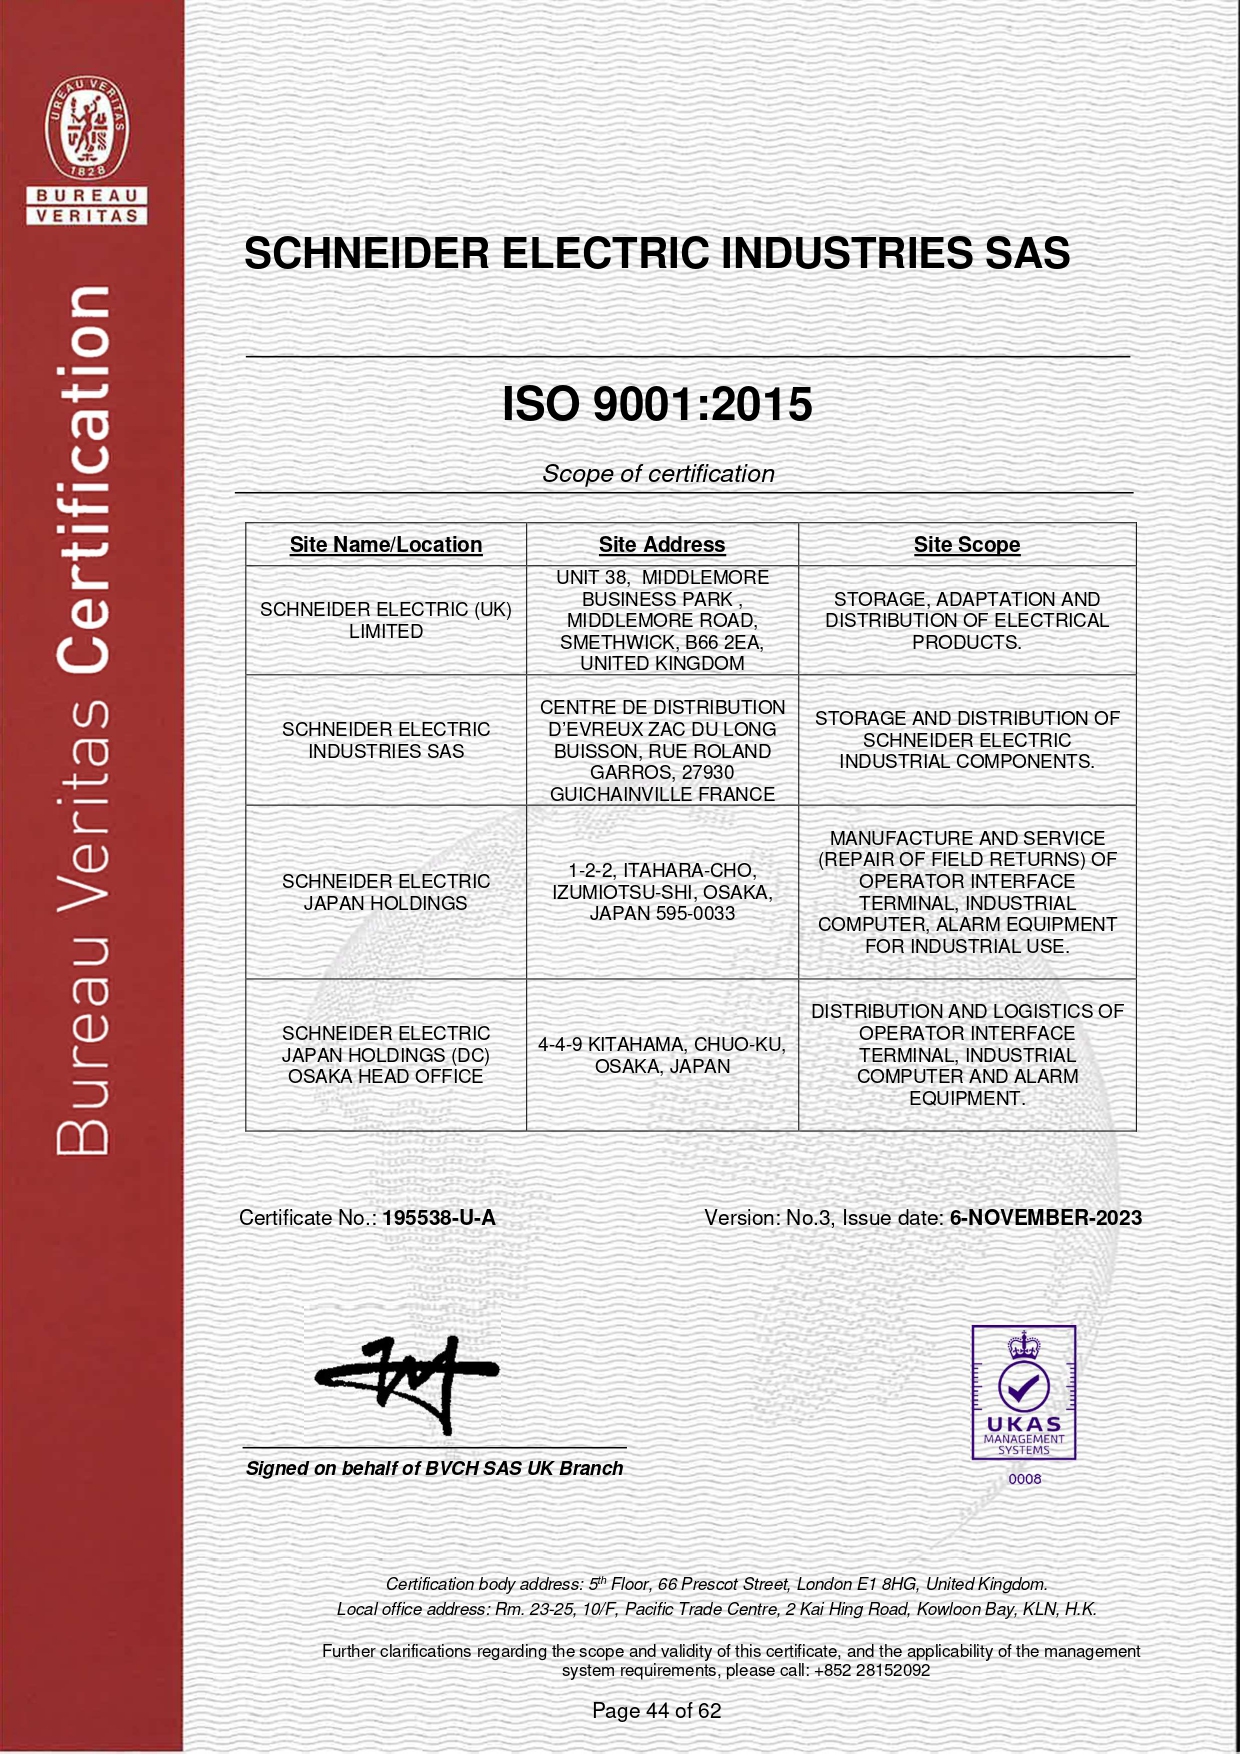 BUREAU VERITAS
1828
BUREAU
VERITAS
Bureau Veritas Certification
SCHNEIDER ELECTRIC INDUSTRIES SAS
ISO 9001:2015
Scope of certification
Site Name/Location
Site Address
Site Scope
SCHNEIDER ELECTRIC (UK)
LIMITED
UNIT 38,  MIDDLEMORE
BUSINESS PARK ,
MIDDLEMORE ROAD,
SMETHWICK, B66 2EA,
UNITED KINGDOM
STORAGE, ADAPTATION AND
DISTRIBUTION OF ELECTRICAL
PRODUCTS.
SCHNEIDER ELECTRIC
INDUSTRIES SAS
CENTRE DE DISTRIBUTION
D’EVREUX ZAC DU LONG
BUISSON, RUE ROLAND
GARROS, 27930
GUICHAINVILLE FRANCE
STORAGE AND DISTRIBUTION OF
SCHNEIDER ELECTRIC
INDUSTRIAL COMPONENTS.
SCHNEIDER ELECTRIC
JAPAN HOLDINGS
1-2-2, ITAHARA-CHO,
IZUMIOTSU-SHI, OSAKA,
JAPAN 595-0033
MANUFACTURE AND SERVICE
(REPAIR OF FIELD RETURNS) OF
OPERATOR INTERFACE
TERMINAL, INDUSTRIAL
COMPUTER, ALARM EQUIPMENT
FOR INDUSTRIAL USE.
SCHNEIDER ELECTRIC
JAPAN HOLDINGS (DC)
OSAKA HEAD OFFICE
4-4-9 KITAHAMA, CHUO-KU,
OSAKA, JAPAN
DISTRIBUTION AND LOGISTICS OF
OPERATOR INTERFACE
TERMINAL, INDUSTRIAL
COMPUTER AND ALARM
EQUIPMENT.
Certificate No.: 195538-U-A
Version: No.3, Issue date: 6-NOVEMBER-2023
Signed on behalf of BVCH SAS UK Branch
UKAS
MANAGEMENT
SYSTEMS
0008
Certification body address: 5th Floor, 66 Prescot Street, London E1 8HG, United Kingdom.
Local office address: Rm. 23-25, 10/F, Pacific Trade Centre, 2 Kai Hing Road, Kowloon Bay, KLN, H.K.
Further clarifications regarding the scope and validity of this certificate, and the applicability of the management
system requirements, please call: +852 28152092
Page 44 of 62